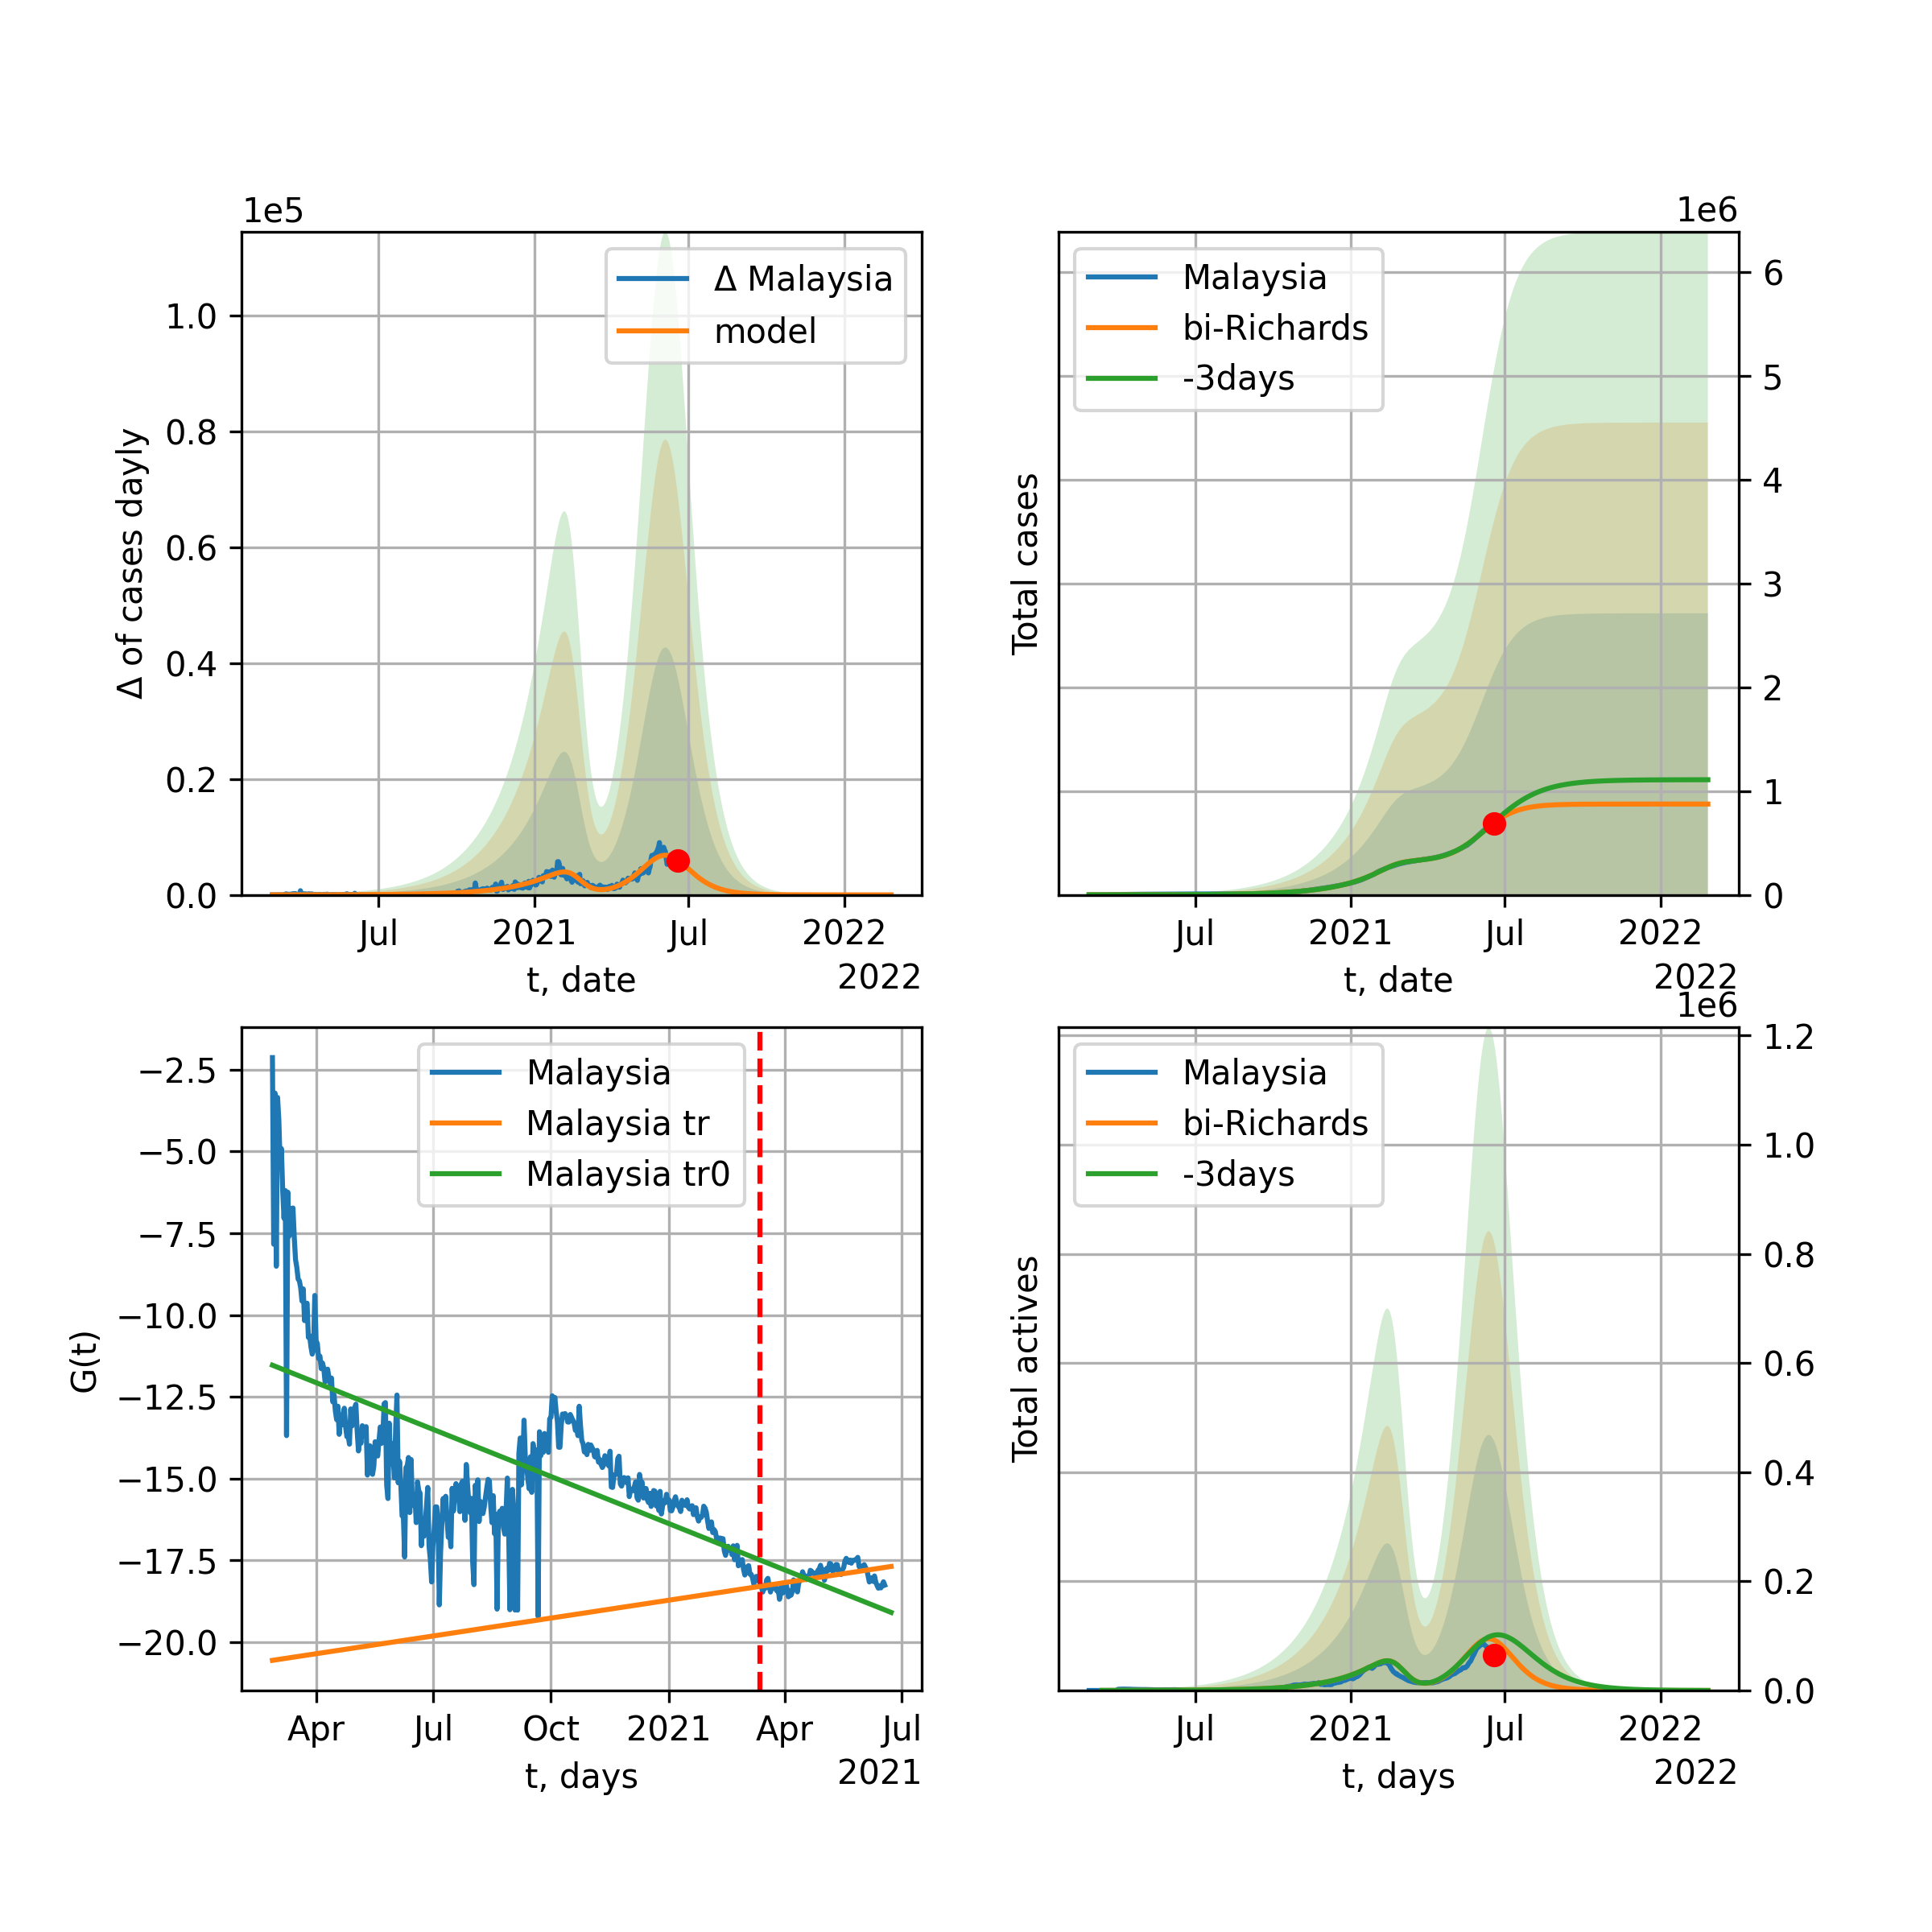 1e5
Δ of cases dayly
1.0
0.8
0.6
0.4
0.2
0.0
Δ Malaysia
model
Jul
2021
Jul
2022
t, date
2022
1e6
Total cases
Malaysia
bi-Richards
-3days
6
5
4
3
2
1
0
Jul
2021
Jul
2022
t, date
2022
G(t)
−2.5
−5.0
−7.5
−10.0
−12.5
−15.0
−17.5
−20.0
Malaysia
Malaysia tr
Malaysia tr0
Apr
Jul
Oct
2021
Apr
Jul
t, days
2021
1e6
Total actives
Malaysia
bi-Richards
-3days
1.2
1.0
0.8
0.6
0.4
0.2
0.0
Jul
2021
Jul
2022
t, days
2022